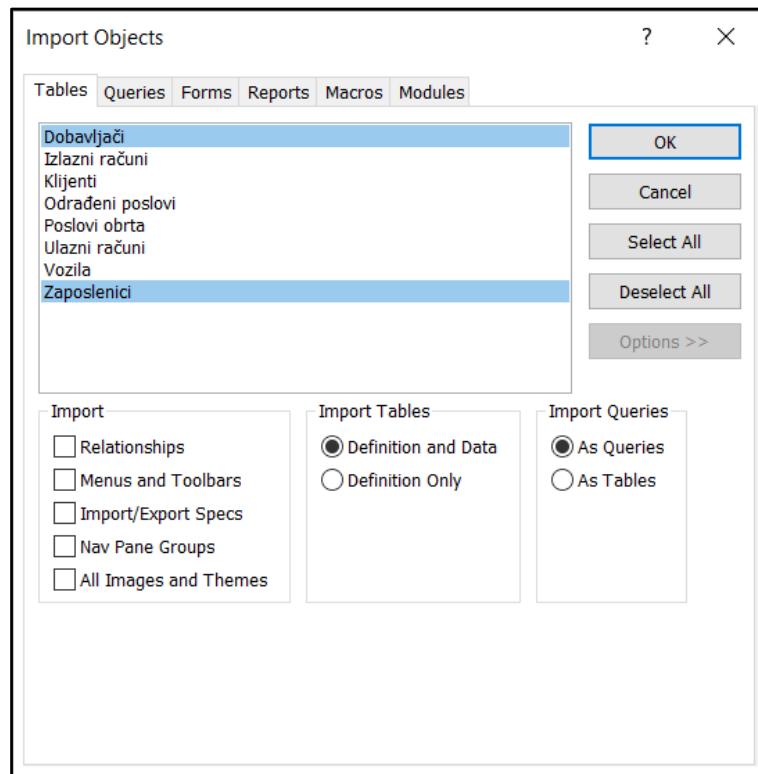 Import Objects
Tables Queries Forms Reports Macros Modules
Dobavljači
Izlazni računi
Klijenti
Odrađeni poslovi
Poslovi obrta
Ulazni računi
Vozila
Zaposlenici
OK
Cancel
Select All
Deselect All
Options >>
Import
Relationships
Menus and Toolbars
Import/Export Specs
Nav Pane Groups
All Images and Themes
Import Tables
Definition and Data
Definition Only
Import Queries
As Queries
As Tables